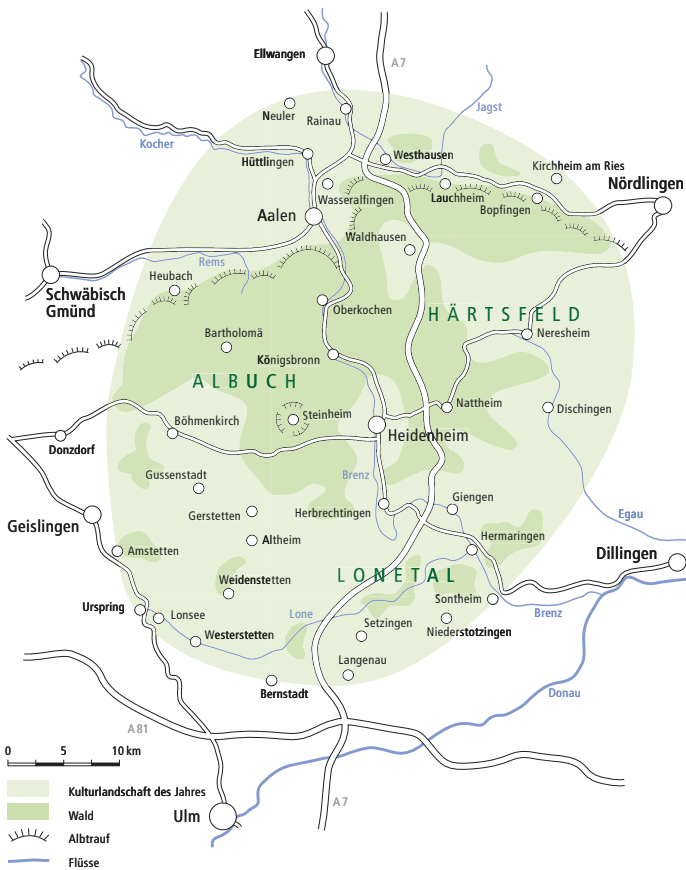 Ellwangen
A7
Jagst
Neuler
Rainau
Kocher
Hüttlingen
Westhausen
Kirchheim am Ries
Nördlingen
Wasseralfingen
Lauchheim
Bopfingen
Aalen
Waldhausen
Rems
Heubach
Schwäbisch
Gmünd
Oberkochen
HÄRTSFELD
Bartholomä
Neresheim
Königsbronn
ALBUCH
Nattheim
Dischingen
Steinheim
Böhmenkirch
Heidenheim
Donzdorf
Gussenstadt
Brenz
Giengen
Gerstetten
Herbrechtingen
Egau
Geislingen
Altheim
Hermaringen
Amstetten
Dillingen
Weidenstetten
LONETAL
Urspring
Lonsee
Lone
Sontheim
Brenz
Setzingen
Niederstotzingen
Westerstetten
Langenau
Bernstadt
Donau
A81
0 5 10 km
Kulturlandschaft des Jahres
Wald
Ulm
A7
Albtrauf
Flüsse